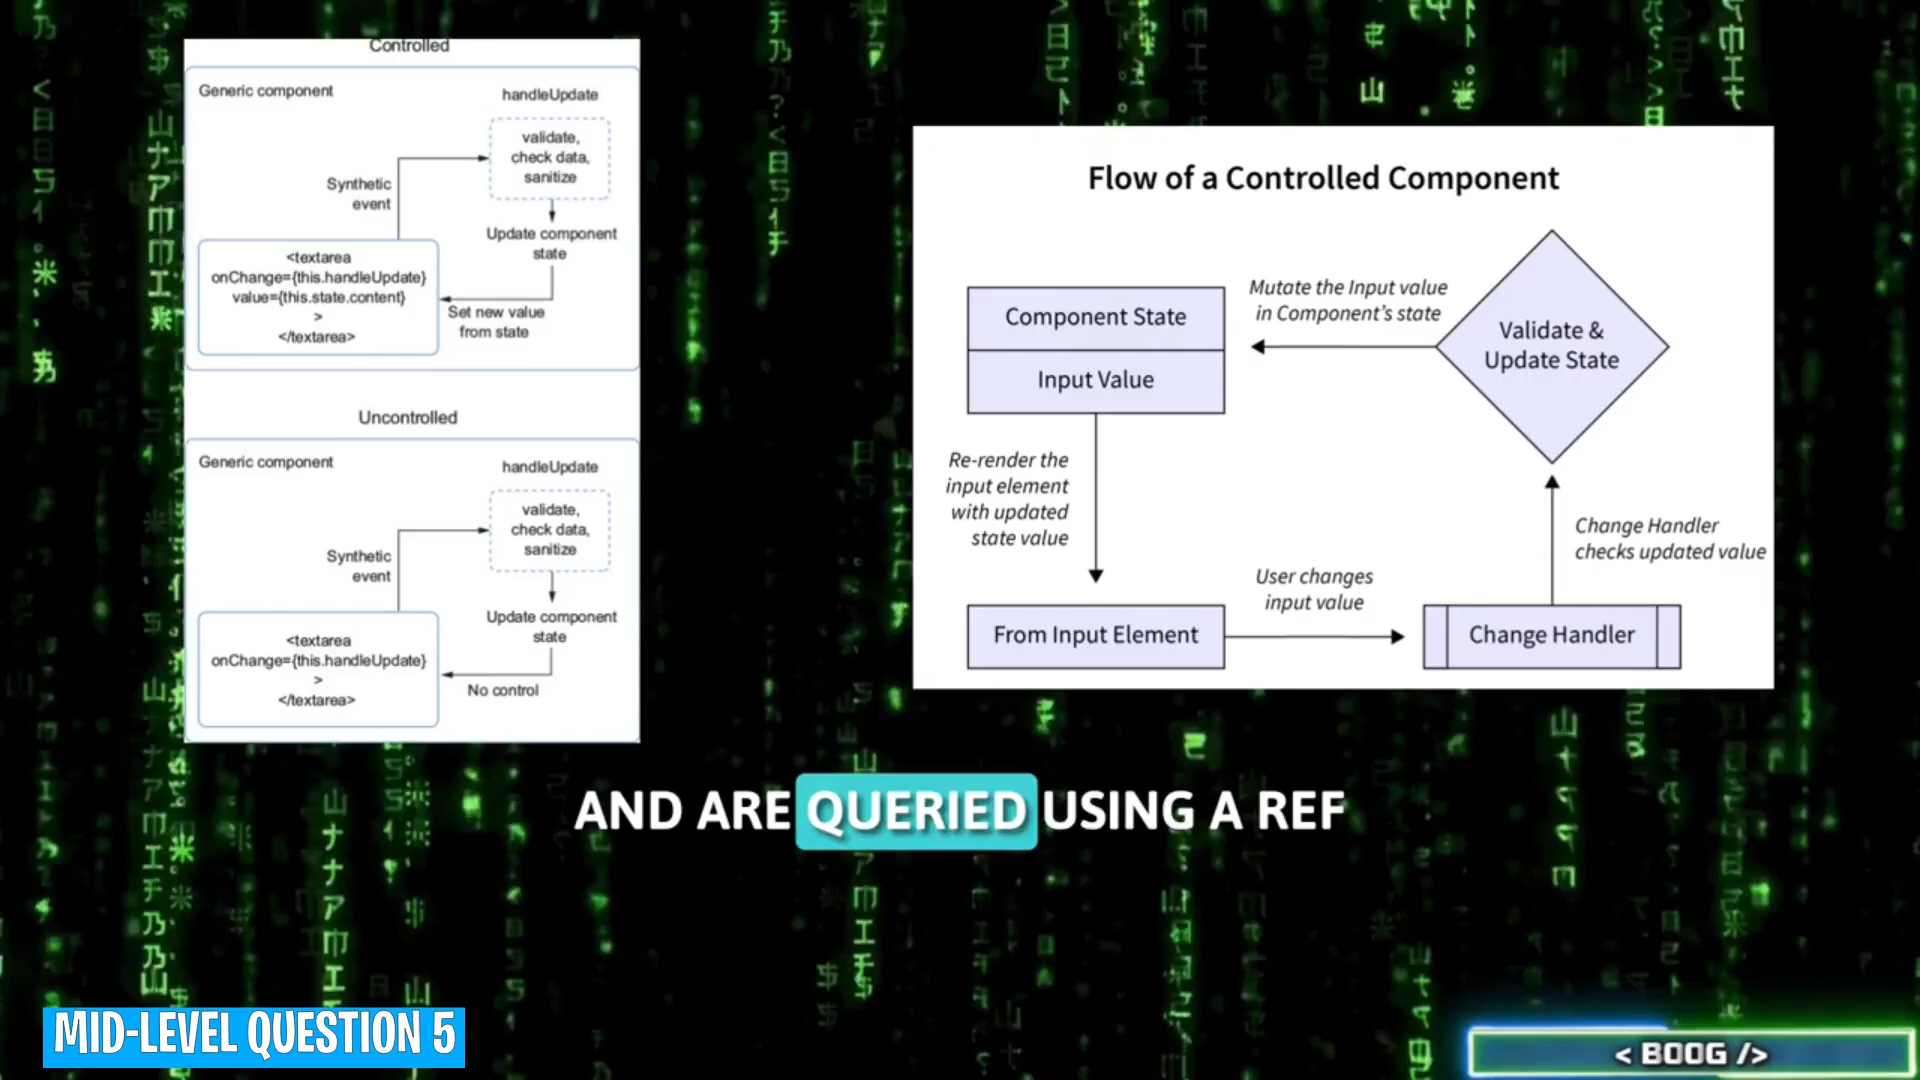 Controlled
Generic component
handleUpdate
validate,
check data,
sanitize
Synthetic
event
Update component
state
<textarea
onChange={this.handleUpdate}
value={this.state.content}
>
</textarea>
Set new value
from state
Uncontrolled
Generic component
handleUpdate
validate,
check data,
sanitize
Synthetic
event
Update component
state
<textarea
onChange={this.handleUpdate}
>
</textarea>
No control
Flow of a Controlled Component
Component State
Input Value
Mutate the Input value
in Component's state
Validate &
Update State
Re-render the
input element
with updated
state value
Change Handler
checks updated value
User changes
input value
From Input Element
Change Handler
AND ARE QUERIED USING A REF
MID-LEVEL QUESTION 5
< BOOG />